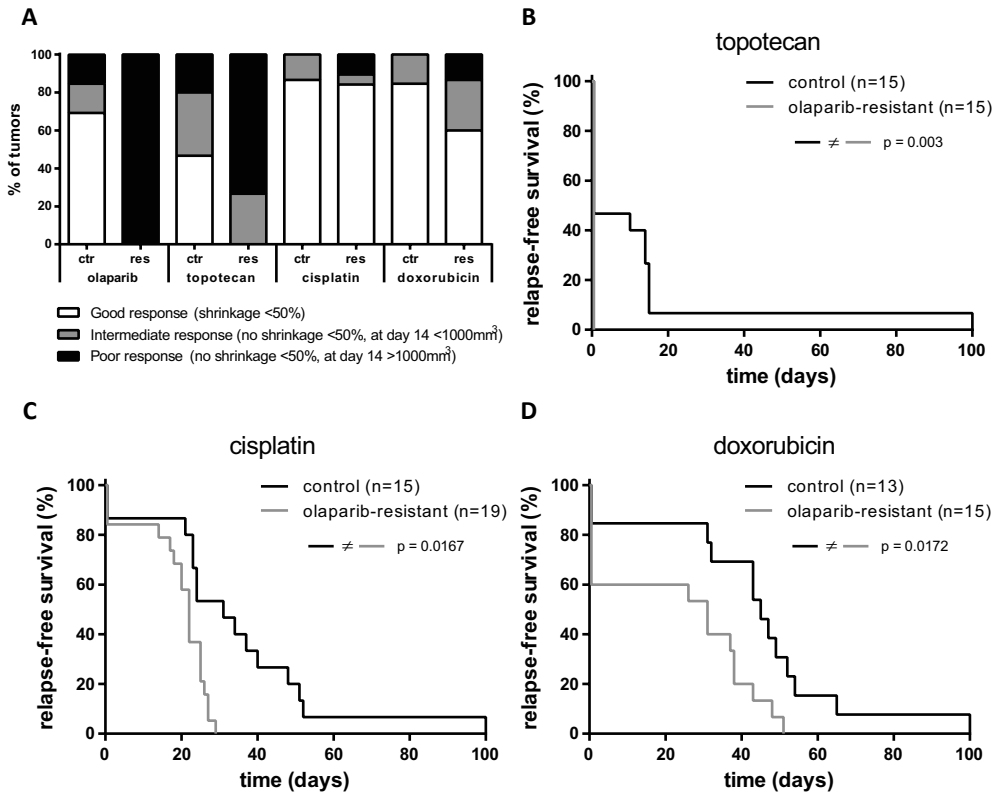 A
% of tumors
100
80
60
40
20
0
ctr res ctr res ctr res ctr res
olaparib topotecan cisplatin doxorubicin
Good response (shrinkage <50%)
Intermediate response (no shrinkage <50%, at day 14 <1000mm³)
Poor response (no shrinkage <50%, at day 14 >1000mm³)
B
topotecan
relapse-free survival (%)
100
80
60
40
20
0
control (n=15)
olaparib-resistant (n=15)
≠ p = 0.003
0 20 40 60 80 100
time (days)
C
cisplatin
relapse-free survival (%)
100
80
60
40
20
0
control (n=15)
olaparib-resistant (n=19)
≠ p = 0.0167
0 20 40 60 80 100
time (days)
D
doxorubicin
relapse-free survival (%)
100
80
60
40
20
0
control (n=13)
olaparib-resistant (n=15)
≠ p = 0.0172
0 20 40 60 80 100
time (days)